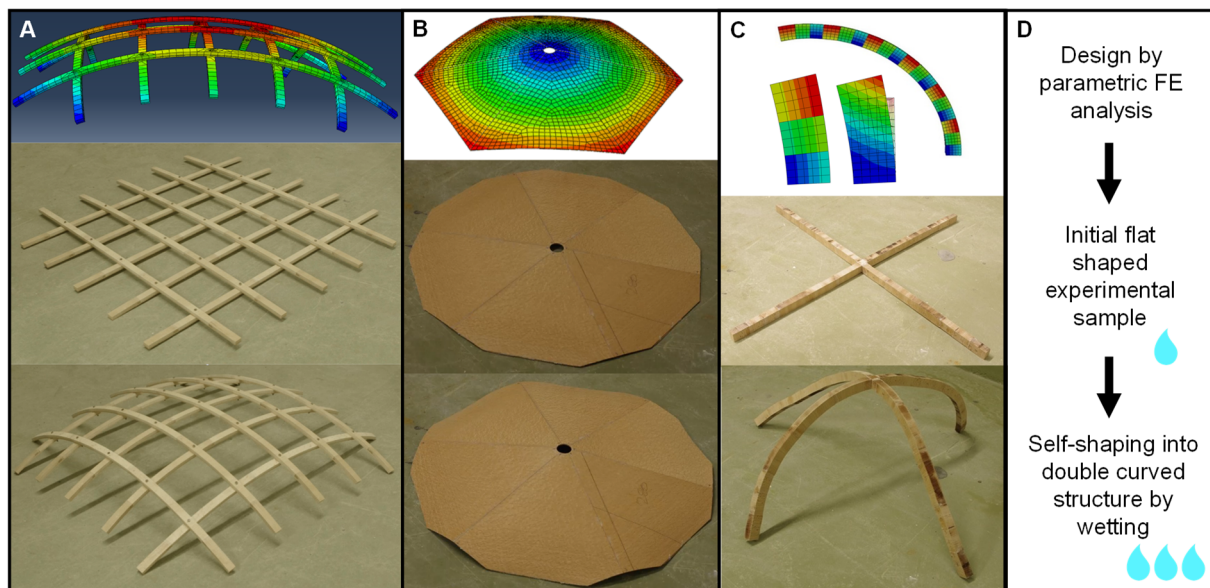 A
B
C
D
Design by
parametric FE
analysis
Initial flat
shaped
experimental
sample
Self-shaping into
double curved
structure by
wetting